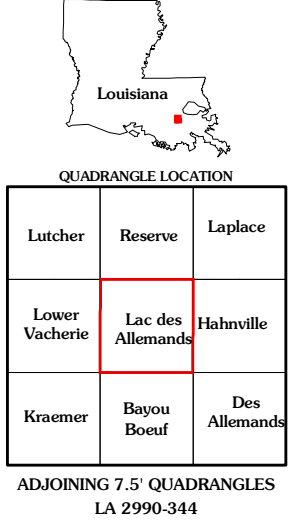 Louisiana
QUADRANGLE LOCATION
Lutcher
Reserve
Laplace
Lower
Vacherie
Lac des
Allemands
Hahnville
Kraemer
Bayou
Boeuf
Des
Allemands
ADJOINING 7.5' QUADRANGLES
LA 2990-344